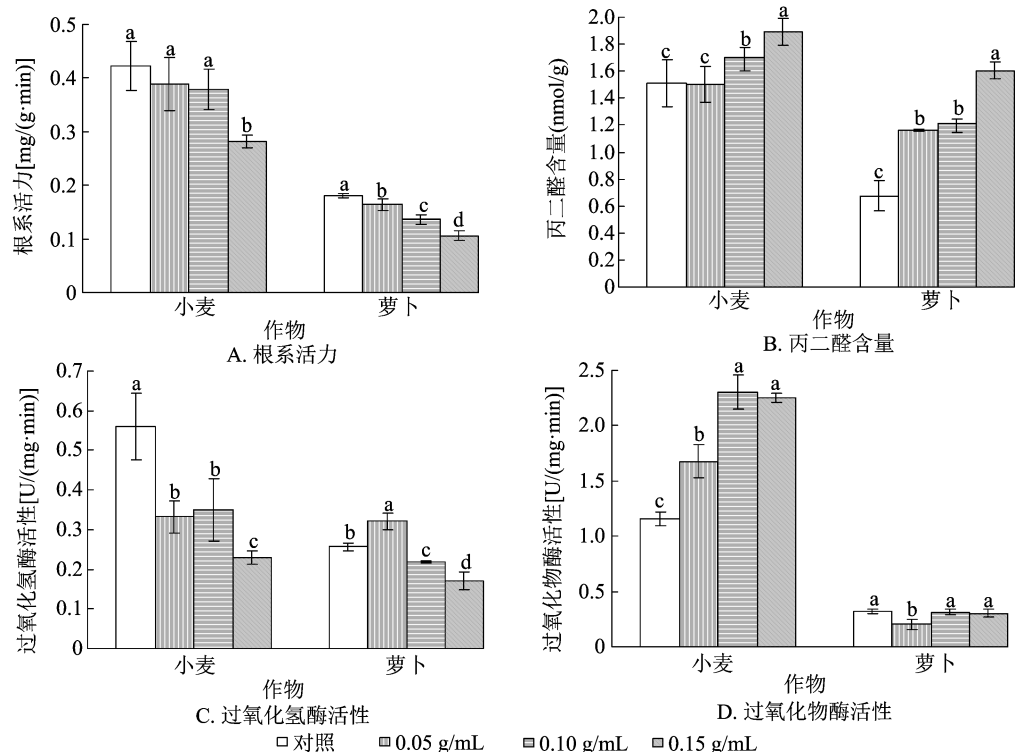 0.5
0.4
0.3
0.2
0.1
0
根系活力[mg/(g·min)]
a
a
a
b
a
b
c
d
小麦
萝卜
作物
A. 根系活力
2.0
1.8
1.6
1.4
1.2
1.0
0.8
0.6
0.4
0.2
0
丙二醛含量(nmol/g)
c
c
b
a
c
b
b
a
小麦
萝卜
作物
B. 丙二醛含量
0.7
0.6
0.5
0.4
0.3
0.2
0.1
0
过氧化氢酶活性[U/(mg·min)]
a
b
b
c
b
a
c
d
小麦
萝卜
作物
C. 过氧化氢酶活性
2.5
2.0
1.5
1.0
0.5
0
过氧化物酶活性[U/(mg·min)]
c
b
a
a
a
b
a
a
小麦
萝卜
作物
D. 过氧化物酶活性
对照 0.05 g/mL 0.10 g/mL 0.15 g/mL